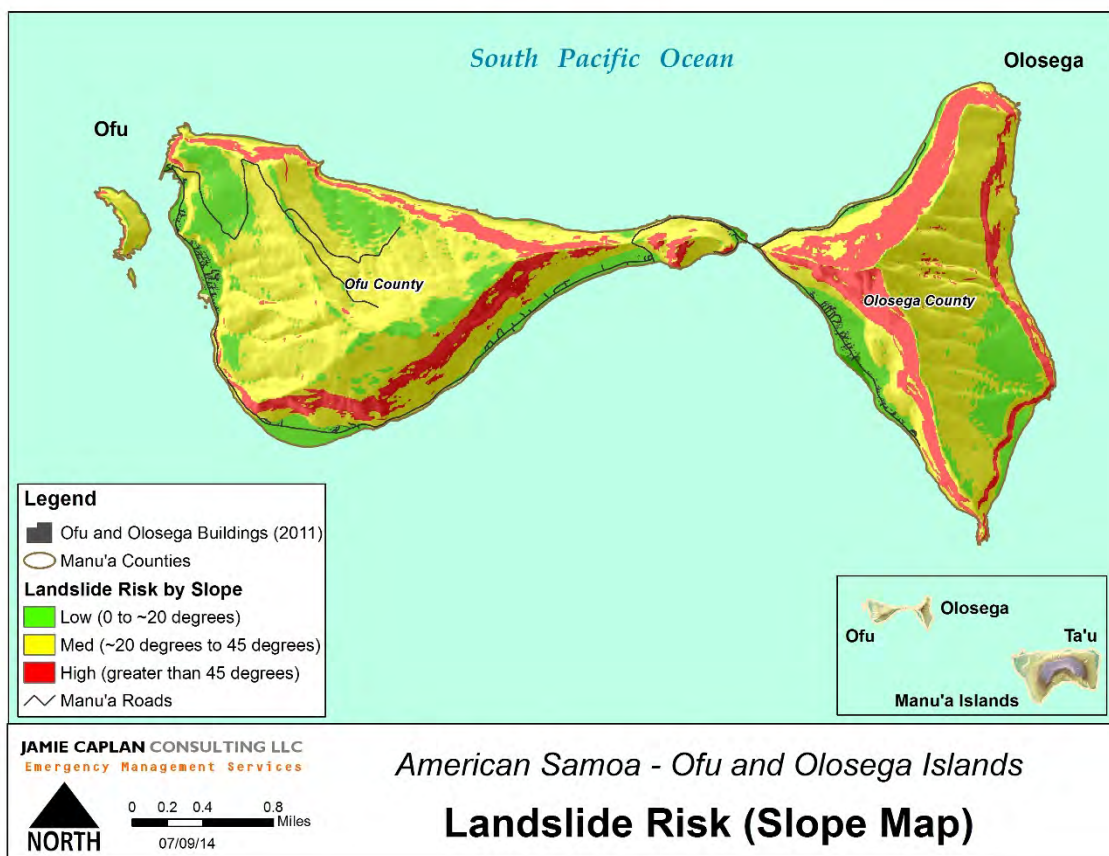 South Pacific Ocean
Olosega
Ofu
Ofu County
Olosega County
Legend
Ofu and Olosega Buildings (2011)
Manu'a Counties
Landslide Risk by Slope
Low (0 to ~20 degrees)
Med (~20 degrees to 45 degrees)
High (greater than 45 degrees)
Manu'a Roads
Olosega
Ofu
Ta'u
Manu'a Islands
JAMIE CAPLAN CONSULTING LLC
Emergency Management Services
NORTH
0 0.2 0.4 0.8
Miles
07/09/14
American Samoa - Ofu and Olosega Islands
Landslide Risk (Slope Map)